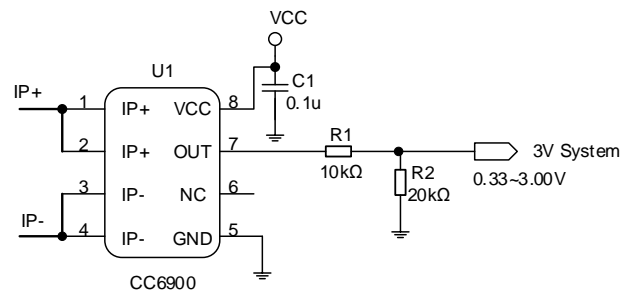 VCC
U1
C1
0.1u
IP+
1 IP+ VCC 8
2 IP+ OUT 7
R1
10kΩ
3V System
0.33~3.00V
R2
20kΩ
3 IP- NC 6
IP-
4 IP- GND 5
CC6900